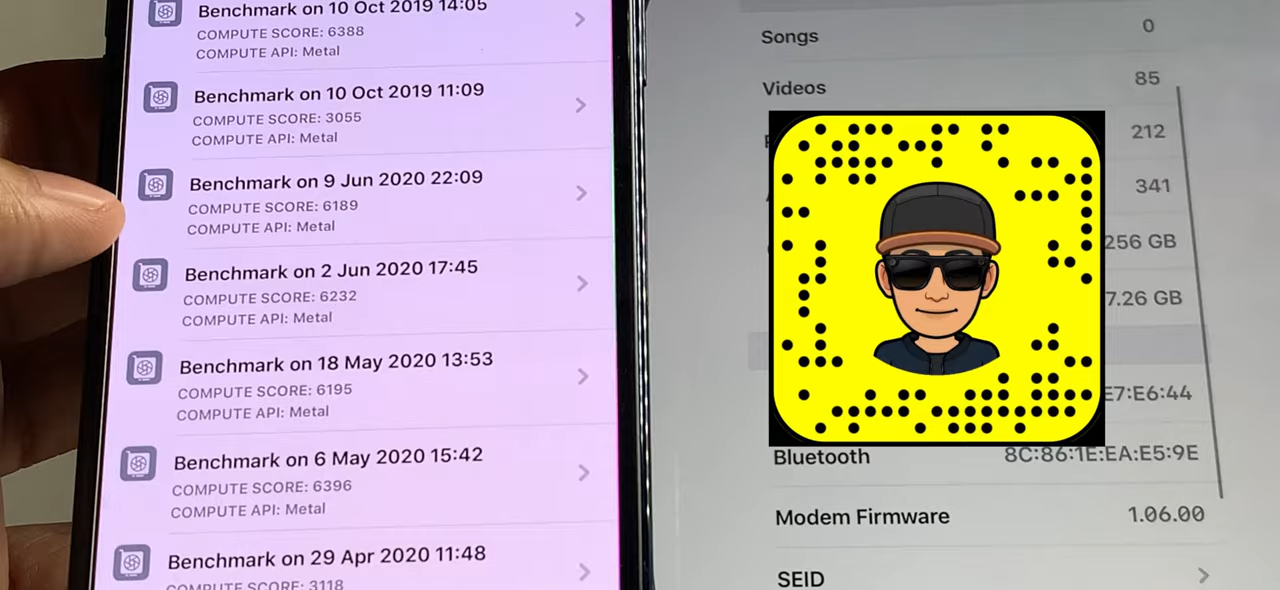 Benchmark on 10 Oct 2019 14:05
COMPUTE SCORE: 6388
COMPUTE API: Metal
Benchmark on 10 Oct 2019 11:09
COMPUTE SCORE: 3055
COMPUTE API: Metal
Benchmark on 9 Jun 2020 22:09
COMPUTE SCORE: 6189
COMPUTE API: Metal
Benchmark on 2 Jun 2020 17:45
COMPUTE SCORE: 6232
COMPUTE API: Metal
Benchmark on 18 May 2020 13:53
COMPUTE SCORE: 6195
COMPUTE API: Metal
Benchmark on 6 May 2020 15:42
COMPUTE SCORE: 6396
COMPUTE API: Metal
Benchmark on 29 Apr 2020 11:48
COMPUTE SCORE: 3118
Songs 0
Videos 85
212
341
256 GB
7.26 GB
E7:E6:44
Bluetooth 8C:86:1E:EA:E5:9E
Modem Firmware 1.06.00
SEID